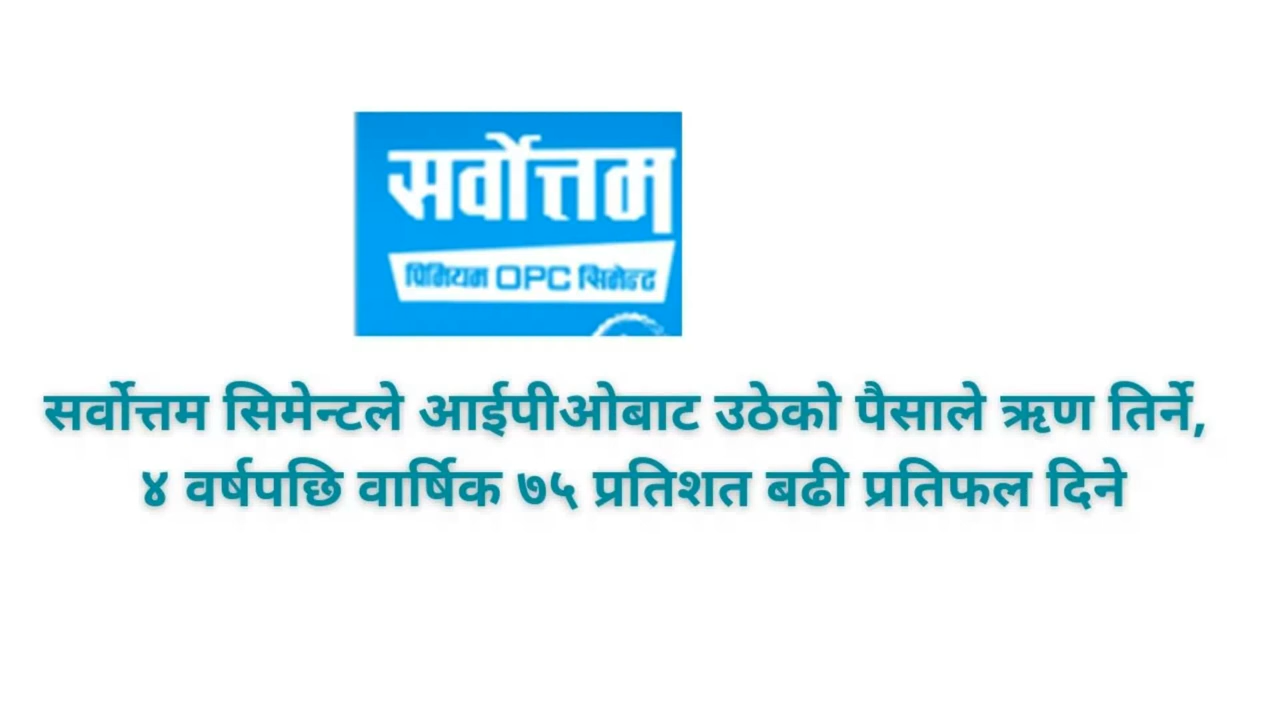 सर्वोत्तम
प्रिमियम OPC सिमेन्ट
सर्वोत्तम सिमेन्टले आईपीओबाट उठेको पैसाले ऋण तिर्ने,
४ वर्षपछि वार्षिक ७५ प्रतिशत बढी प्रतिफल दिने